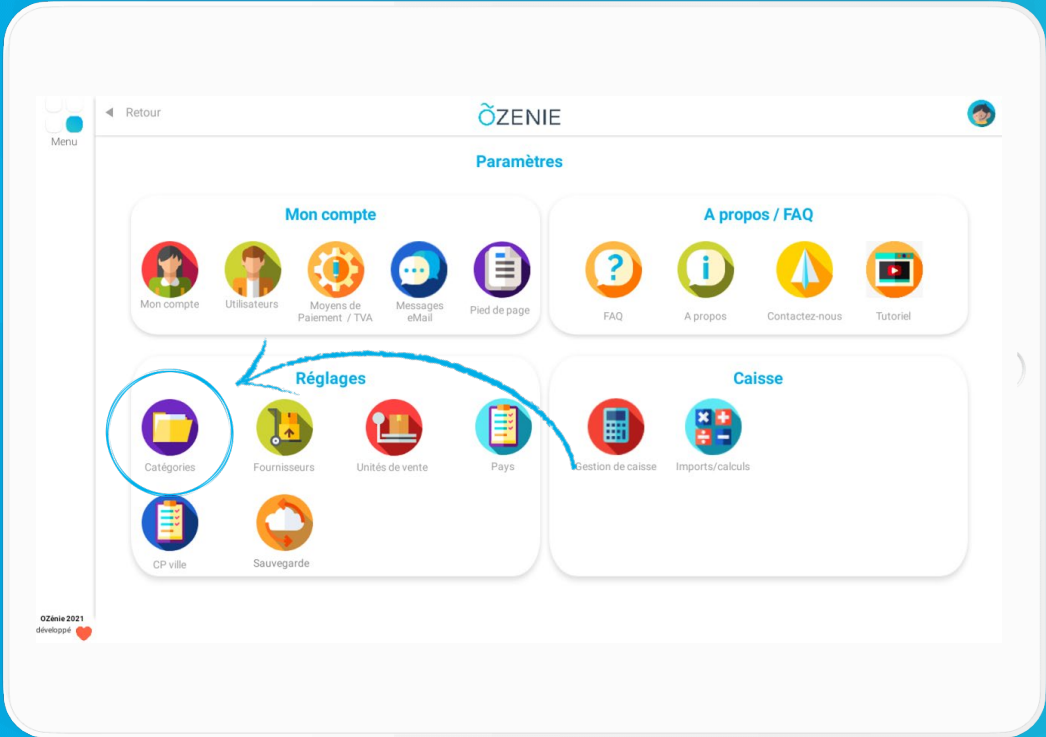 Menu
Retour
ÕZENIE
Paramètres
Mon compte
Mon compte
Utilisateurs
Moyens de
Paiement / TVA
Messages
eMail
Pied de page
A propos / FAQ
FAQ
A propos
Contactez-nous
Tutoriel
Réglages
Catégories
Fournisseurs
Unités de vente
Pays
CP ville
Sauvegarde
Caisse
Gestion de caisse
Imports/calculs
OZènie 2021
développé